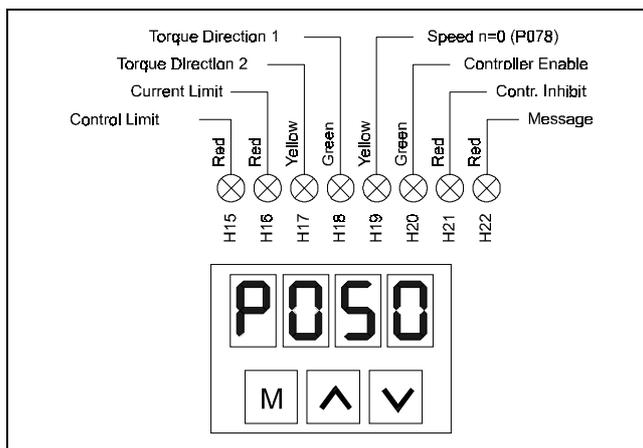 Torque Direction 1 Speed n=0 (P078)
Torque Direction 2 Controller Enable
Current Limit Contr. Inhibit
Control Limit Message
Red Red Yellow Green Yellow Green Red Red
H15 H16 H17 H18 H19 H20 H21 H22
P050
M